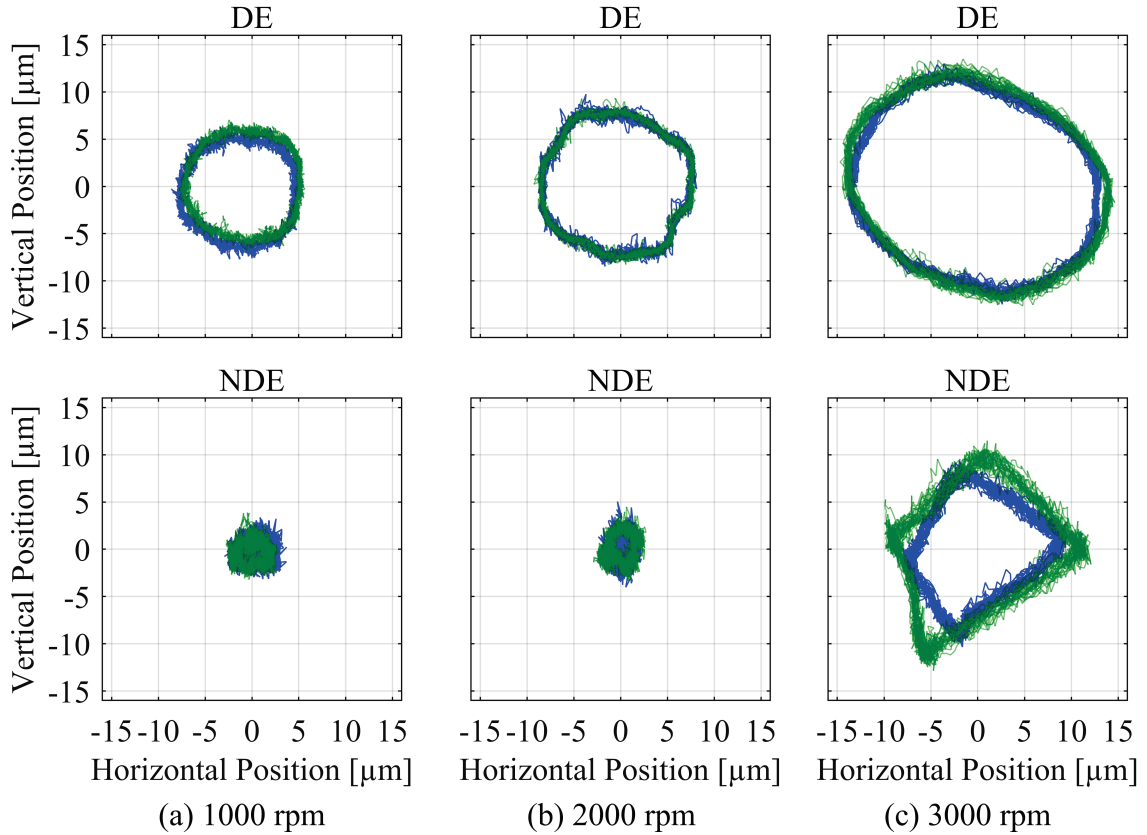 DE DE DE
Vertical Position [µm]
15
10
5
0
-5
-10
-15
NDE NDE NDE
Vertical Position [µm]
15
10
5
0
-5
-10
-15
-15 -10 -5 0 5 10 15 -15 -10 -5 0 5 10 15 -15 -10 -5 0 5 10 15
Horizontal Position [µm] Horizontal Position [µm] Horizontal Position [µm]
(a) 1000 rpm (b) 2000 rpm (c) 3000 rpm